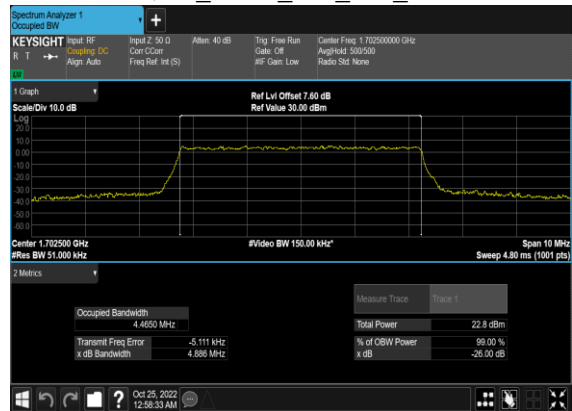 Spectrum Analyzer 1
Occupied BW
KEYSIGHT
R T
LW
Input: RF
Coupling: DC
Align: Auto
Input Z: 50 Ω
Corr CCorr
Freq Ref: Int (S)
Atten: 40 dB
Trig: Free Run
Gate: Off
#IF Gain: Low
Center Freq: 1.702500000 GHz
Avg|Hold: 500/500
Radio Std: None
1 Graph
Scale/Div 10.0 dB
Ref Lvl Offset 7.60 dB
Ref Value 30.00 dBm
Log
20.0
10.0
0.00
-10.0
-20.0
-30.0
-40.0
-50.0
-60.0
Center 1.702500 GHz
#Res BW 51.000 kHz
#Video BW 150.00 kHz*
Span 10 MHz
Sweep 4.80 ms (1001 pts)
2 Metrics
Measure Trace Trace 1
Occupied Bandwidth
4.4650 MHz
Total Power 22.8 dBm
Transmit Freq Error -5.111 kHz
x dB Bandwidth 4.886 MHz
% of OBW Power 99.00 %
x dB -26.00 dB
Oct 25, 2022
12:58:33 AM